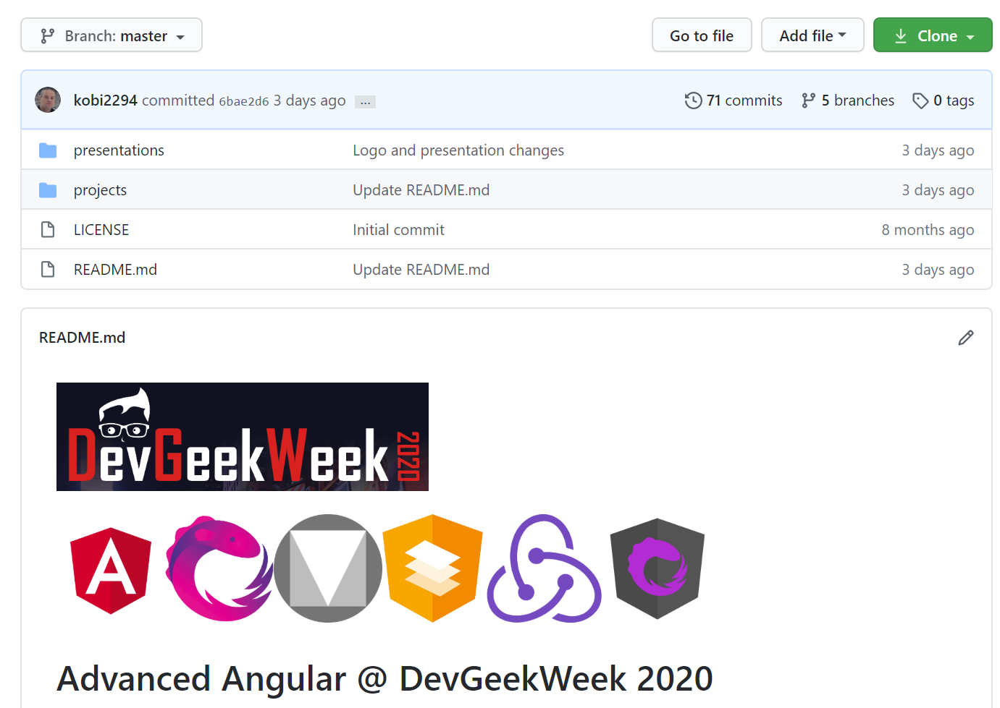 Branch: master
Go to file
Add file
Clone
kobi2294 committed 6bae2d6 3 days ago ...
71 commits
5 branches
0 tags
presentations Logo and presentation changes 3 days ago
projects Update README.md 3 days ago
LICENSE Initial commit 8 months ago
README.md Update README.md 3 days ago
README.md
DevGeekWeek 2020
A
Advanced Angular @ DevGeekWeek 2020